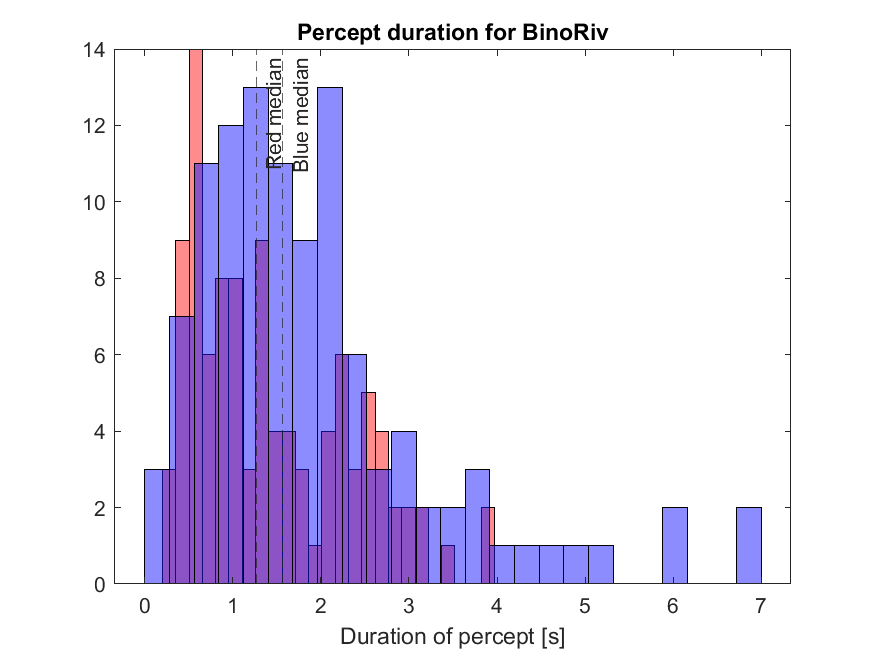 Percept duration for BinoRiv
14
12
10
8
6
4
2
0
Red median
Blue median
0 1 2 3 4 5 6 7
Duration of percept [s]